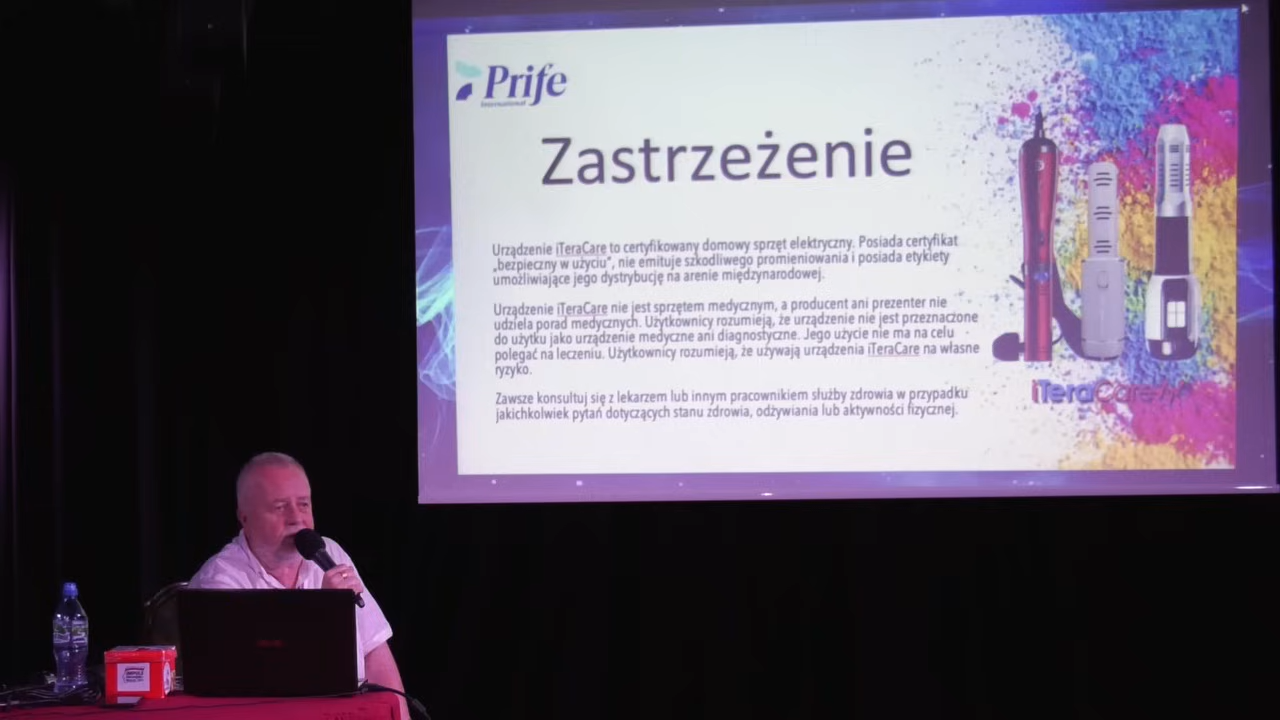 Prife
International
Zastrzeżenie
Urządzenie iTeraCare to certyfikowany domowy sprzęt elektryczny. Posiada certyfikat
„bezpieczny w użyciu”, nie emituje szkodliwego promieniowania i posiada etykiety
umożliwiające jego dystrybucję na arenie międzynarodowej.
Urządzenie iTeraCare nie jest sprzętem medycznym, a producent ani prezenter nie
udziela porad medycznych. Użytkownicy rozumieją, że urządzenie nie jest przeznaczone
do użytku jako urządzenie medyczne ani diagnostyczne. Jego użycie nie ma na celu
polegać na leczeniu. Użytkownicy rozumieją, że używają urządzenia iTeraCare na własne
ryzyko.
Zawsze konsultuj się z lekarzem lub innym pracownikiem służby zdrowia w przypadku
jakichkolwiek pytań dotyczących stanu zdrowia, odżywiania lub aktywności fizycznej.
iTeraCare